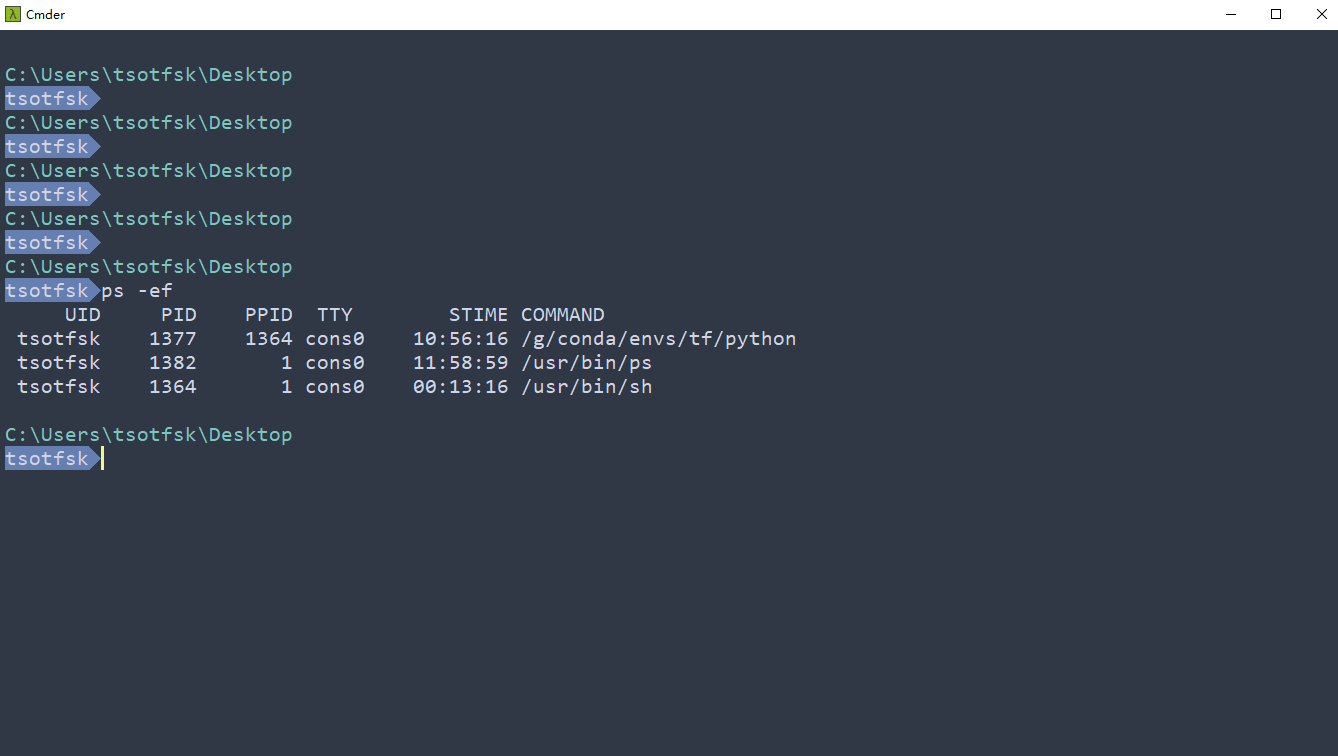 Cmder
C:\Users\tsotfsk\Desktop
tsotfsk
C:\Users\tsotfsk\Desktop
tsotfsk
C:\Users\tsotfsk\Desktop
tsotfsk
C:\Users\tsotfsk\Desktop
tsotfsk
C:\Users\tsotfsk\Desktop
tsotfsk ps -ef
UID PID PPID TTY STIME COMMAND
tsotfsk 1377 1364 cons0 10:56:16 /g/conda/envs/tf/python
tsotfsk 1382 1 cons0 11:58:59 /usr/bin/ps
tsotfsk 1364 1 cons0 00:13:16 /usr/bin/sh
C:\Users\tsotfsk\Desktop
tsotfsk